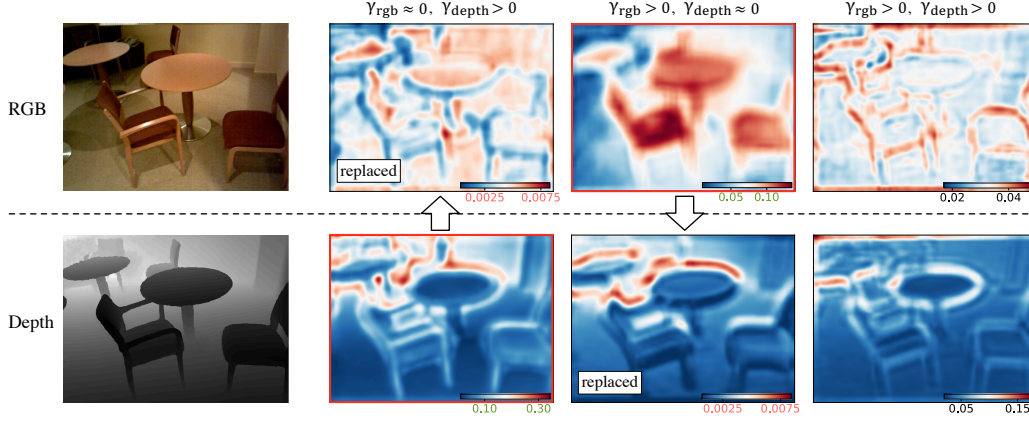 γrgb ≈ 0, γdepth > 0
γrgb > 0, γdepth ≈ 0
γrgb > 0, γdepth > 0
RGB
replaced
0.0025 0.0075
0.05 0.10
0.02 0.04
Depth
0.10 0.30
replaced
0.0025 0.0075
0.05 0.15